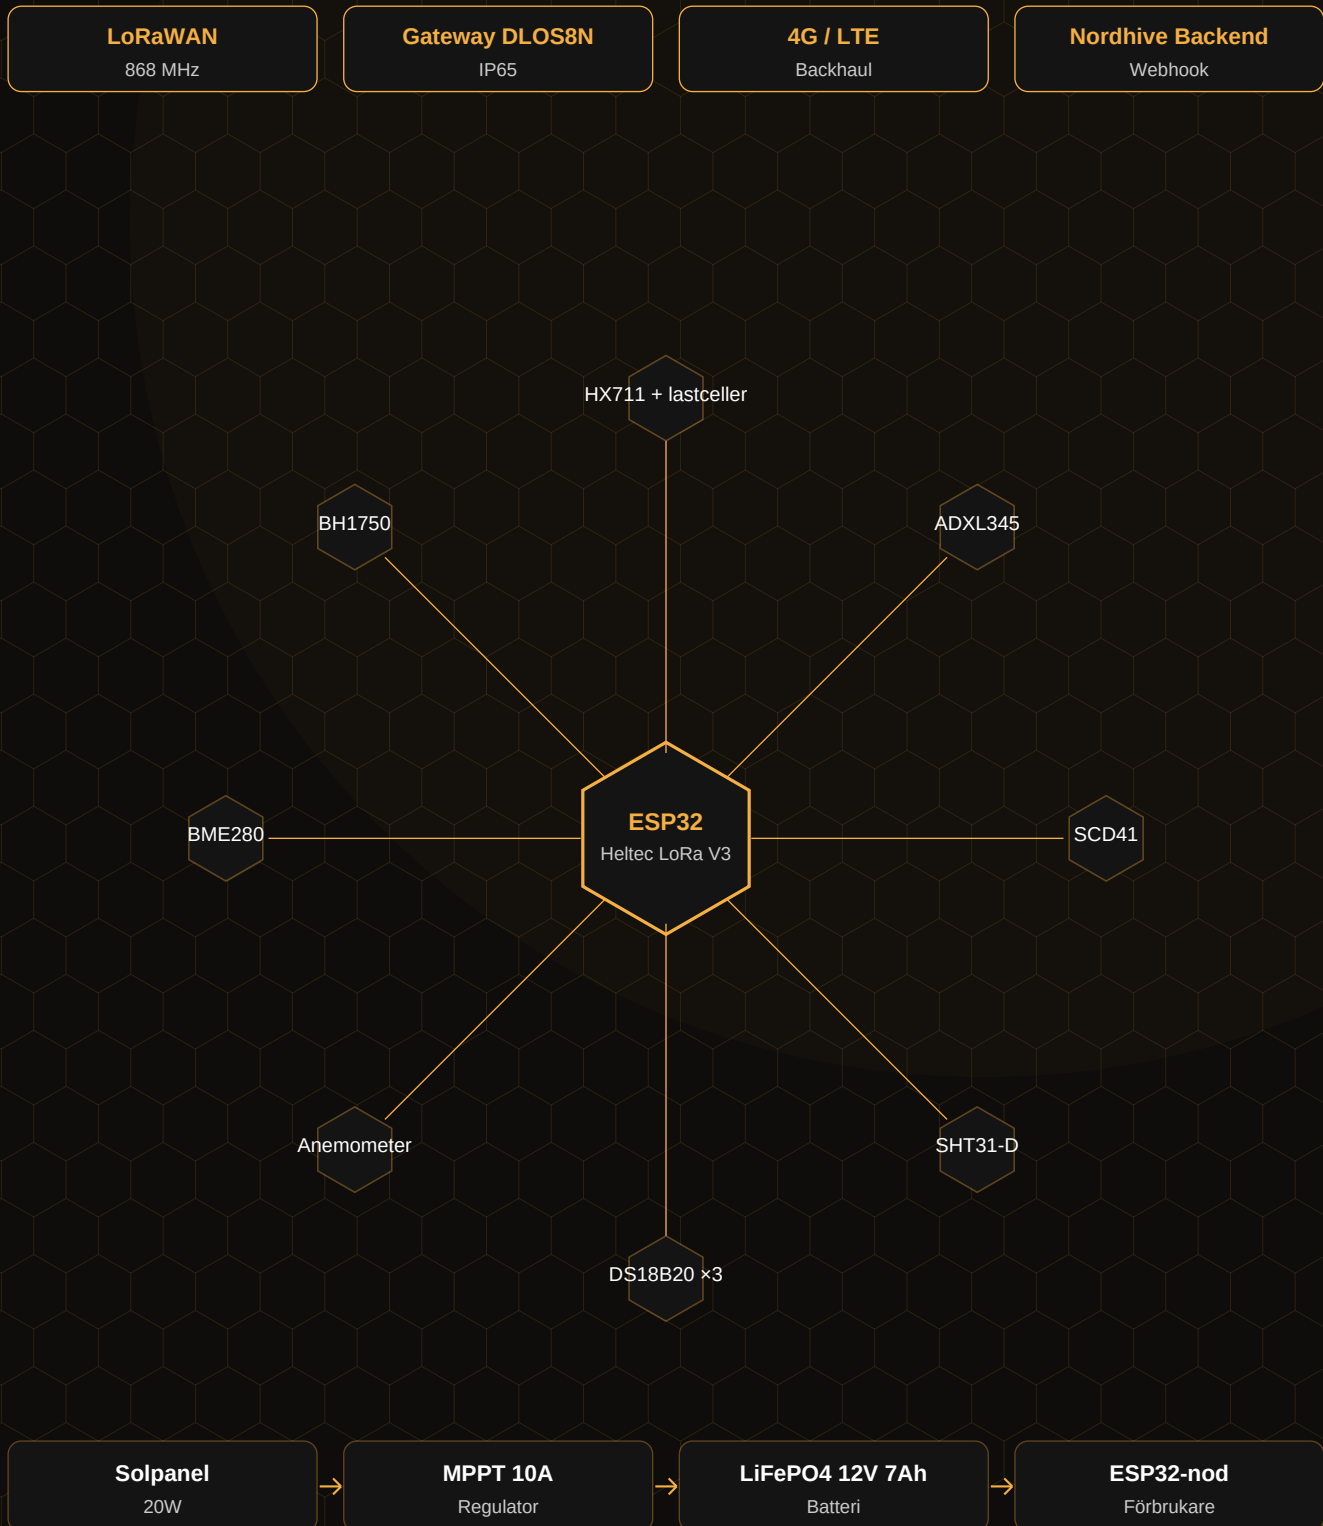 LoRaWAN
868 MHz
Gateway DLOS8N
IP65
4G / LTE
Backhaul
Nordhive Backend
Webhook
HX711 + lastceller
BH1750
ADXL345
ESP32
Heltec LoRa V3
BME280
SCD41
Anemometer
SHT31-D
DS18B20 ×3
Solpanel
20W
MPPT 10A
Regulator
LiFePO4 12V 7Ah
Batteri
ESP32-nod
Förbrukare